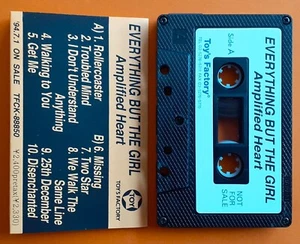 EVERYTHING BUT THE GIRL
Amplified Heart
A) 1. Rollercoaster
2. Troubled Mind
3. I Don't Understand
Anything
4. Walking to You
5. Get Me
B) 6. Missing
7. Two Star
8. We Walk The
Same Line
9. 25th December
10. Disenchanted
TOY
TOY'S FACTORY
'94.7.1 ON SALE TFCK-88850
¥2,400
Toy's Factory
Side A
EVERYTHING BUT THE GIRL
Amplified Heart
NOT
FOR
SALE